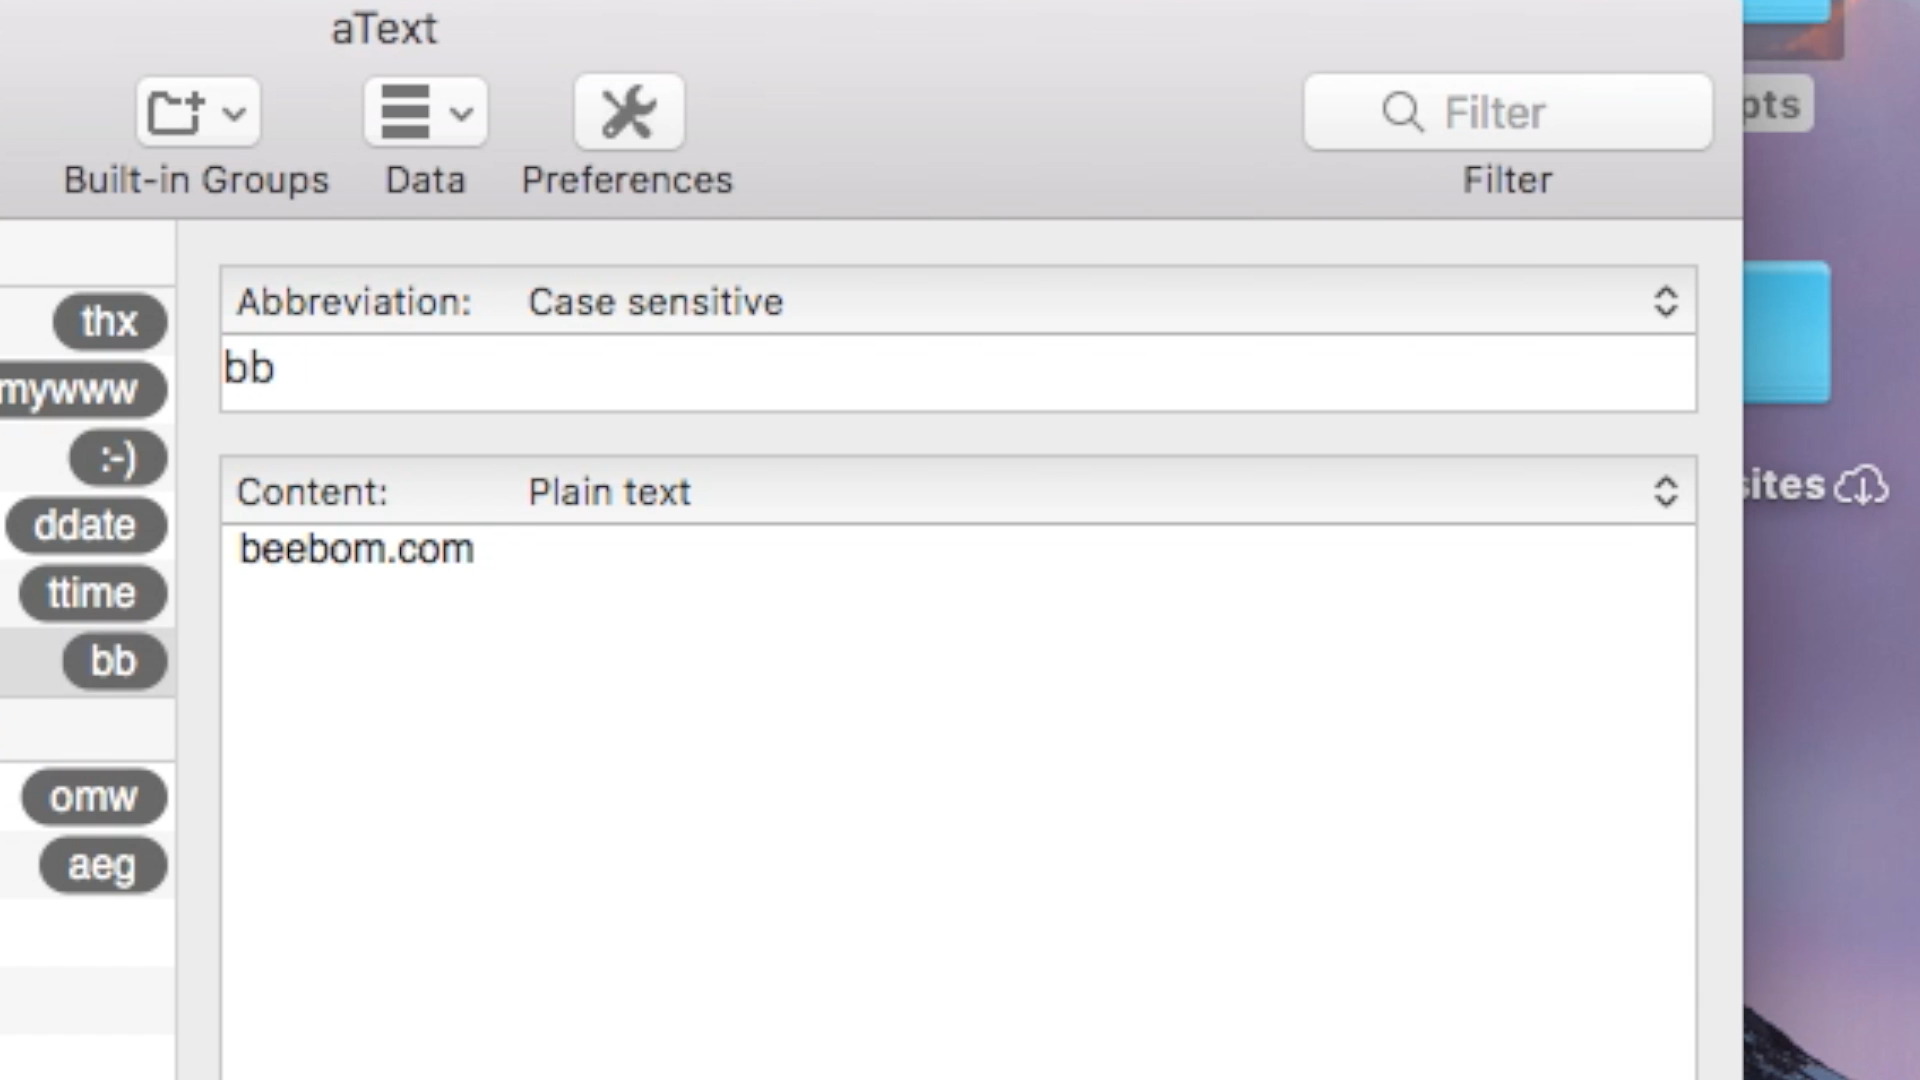 aText
Filter
Built-in Groups Data Preferences Filter
Abbreviation: Case sensitive
bb
Content: Plain text
beebom.com
thx
mywww
:-)
ddate
ttime
bb
omw
aeg
pts
sites